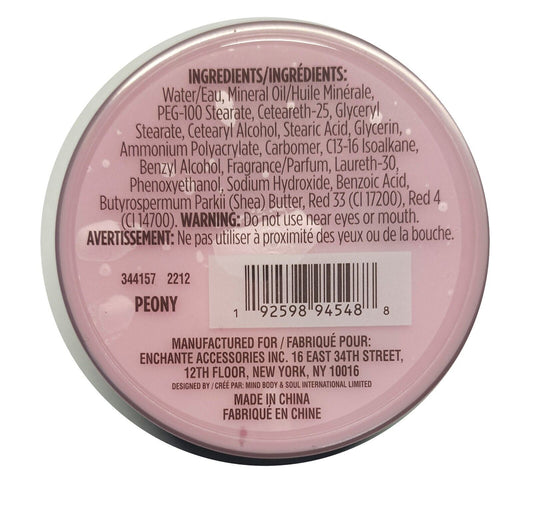 INGREDIENTS/INGRÉDIENTS:
Water/Eau, Mineral Oil/Huile Minérale,
PEG-100 Stearate, Ceteareth-25, Glyceryl
Stearate, Cetearyl Alcohol, Stearic Acid, Glycerin,
Ammonium Polyacrylate, Carbomer, C13-16 Isoalkane,
Benzyl Alcohol, Fragrance/Parfum, Laureth-30,
Phenoxyethanol, Sodium Hydroxide, Benzoic Acid,
Butyrospermum Parkii (Shea) Butter, Red 33 (CI 17200), Red 4
(CI 14700). WARNING: Do not use near eyes or mouth.
AVERTISSEMENT: Ne pas utiliser à proximité des yeux ou de la bouche.
344157 2212
PEONY
1 92598 94548 8
MANUFACTURED FOR / FABRIQUÉ POUR:
ENCHANTE ACCESSORIES INC. 16 EAST 34TH STREET,
12TH FLOOR, NEW YORK, NY 10016
DESIGNED BY / CRÉÉ PAR: MIND BODY & SOUL INTERNATIONAL LIMITED
MADE IN CHINA
FABRIQUÉ EN CHINE